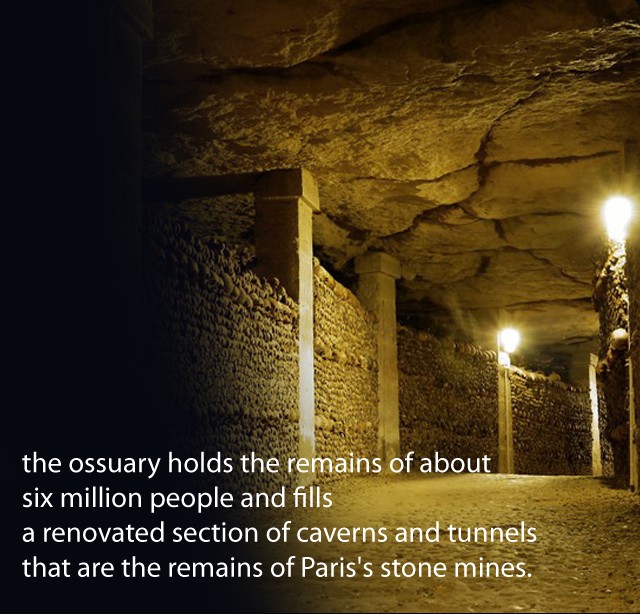 the ossuary holds the remains of about
six million people and fills
a renovated section of caverns and tunnels
that are the remains of Paris's stone mines.